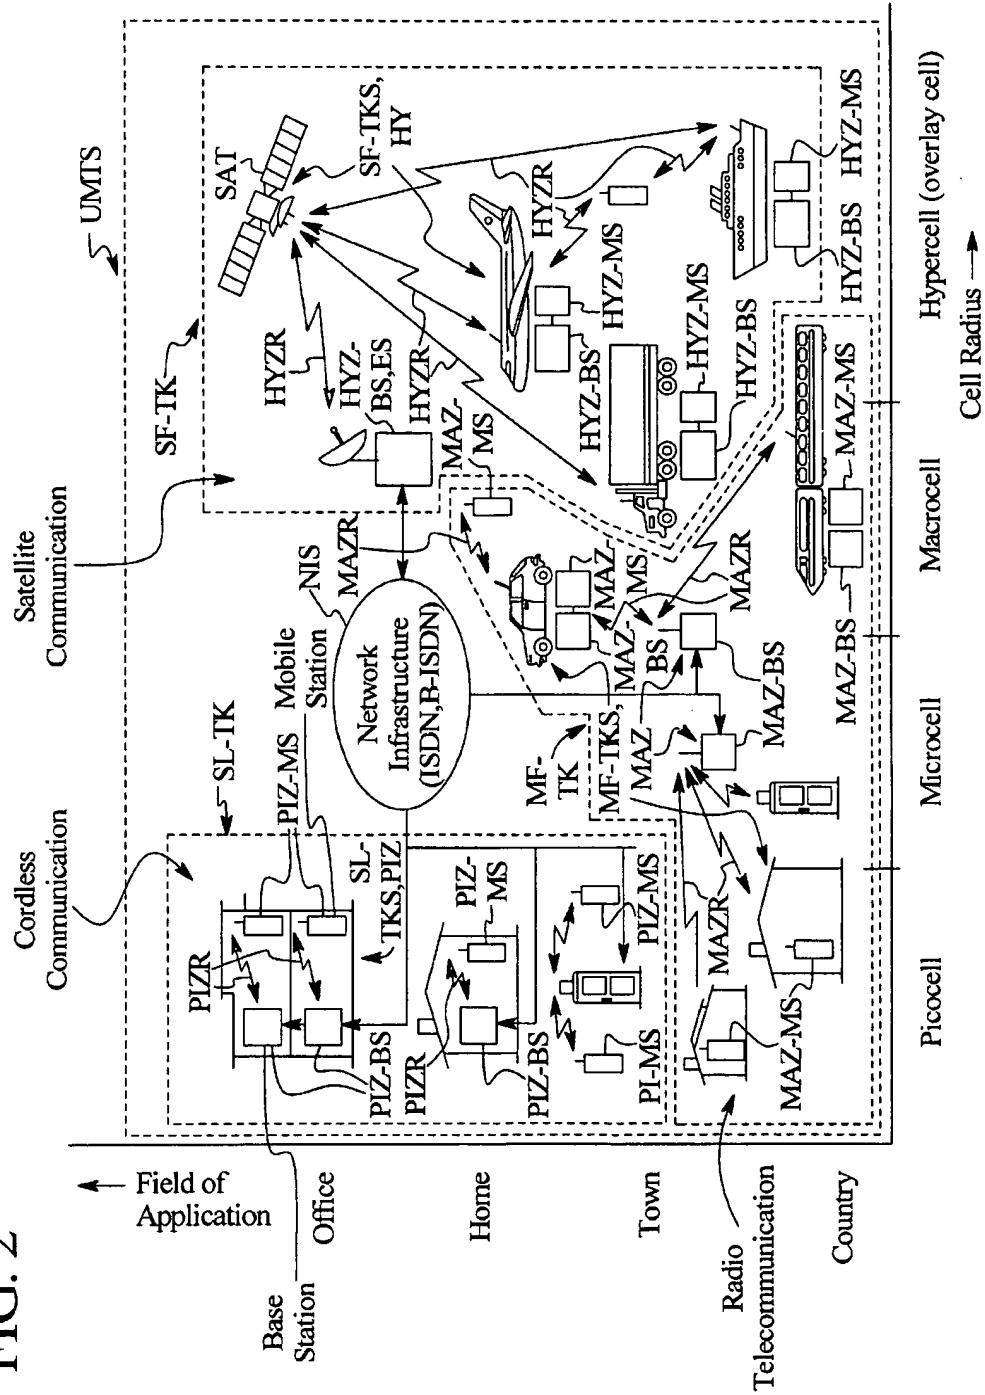 FIG. 2
UMTS
SF-TK
Satellite
Communication
Cordless
Communication
SL-TK
SAT
SF-TKS,
HY
HYZR
HYZR
HYZ-
BS,ES
HYZR
HYZR
MAZ-
MS
MAZR
NIS
Mobile
Station
PIZ-MS
Network
Infrastructure
(ISDN,B-ISDN)
PIZR
PIZ-BS
SL-
TKS,PIZ
PIZR
PIZ-
MS
PIZ-BS
PIZ-MS
PI-MS
HYZ-MS
HYZ-BS
HYZ-MS
HYZ-BS
HYZ-MS
HYZ-BS
MAZ-
MS
MAZ-
BS
MAZR
MF-
TK
MF-TKS,
MAZ
MAZ-BS
MAZ-BS
MAZ-MS
MAZ-BS
MAZR
MAZ-MS
Field of
Application
Office
Home
Town
Country
Base
Station
Radio
Telecommunication
Picocell
Microcell
Macrocell
Hypercell (overlay cell)
Cell Radius